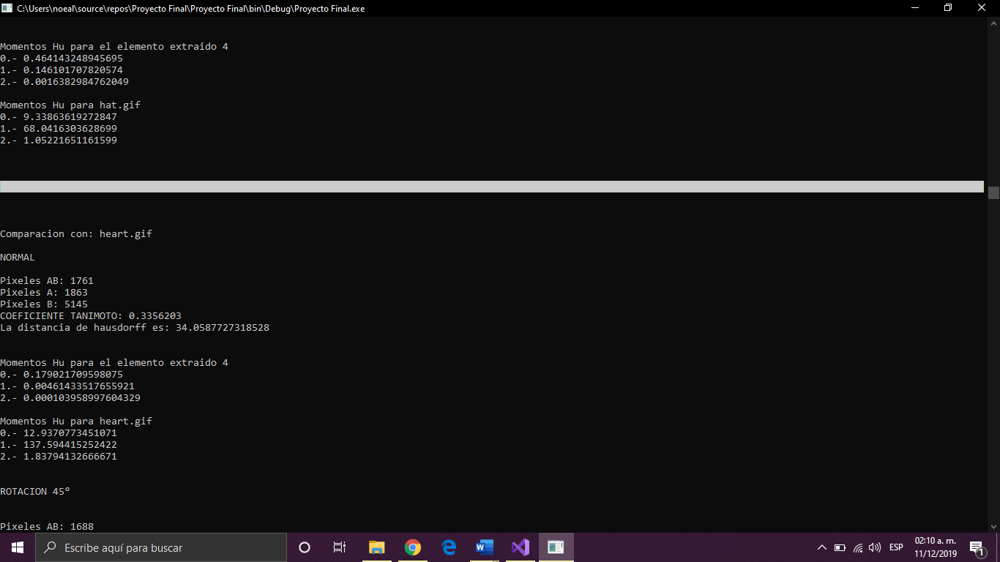 C:\Users\noeal\source\repos\Proyecto Final\Proyecto Final\bin\Debug\Proyecto Final.exe
Momentos Hu para el elemento extraido 4
0.- 0.464143248945695
1.- 0.146101707820574
2.- 0.0016382984762049
Momentos Hu para hat.gif
0.- 9.33863619272847
1.- 68.0416303628699
2.- 1.05221651161599
Comparacion con: heart.gif
NORMAL
Pixeles AB: 1761
Pixeles A: 1863
Pixeles B: 5145
COEFICIENTE TANIMOTO: 0.3356203
La distancia de hausdorff es: 34.0587727318528
Momentos Hu para el elemento extraido 4
0.- 0.179021709598075
1.- 0.00461433517655921
2.- 0.000103958997604329
Momentos Hu para heart.gif
0.- 12.9370773451071
1.- 137.594415252422
2.- 1.83794132666671
ROTACION 45º
Pixeles AB: 1688
Escribe aquí para buscar
ESP
02:10 a. m.
11/12/2019
1